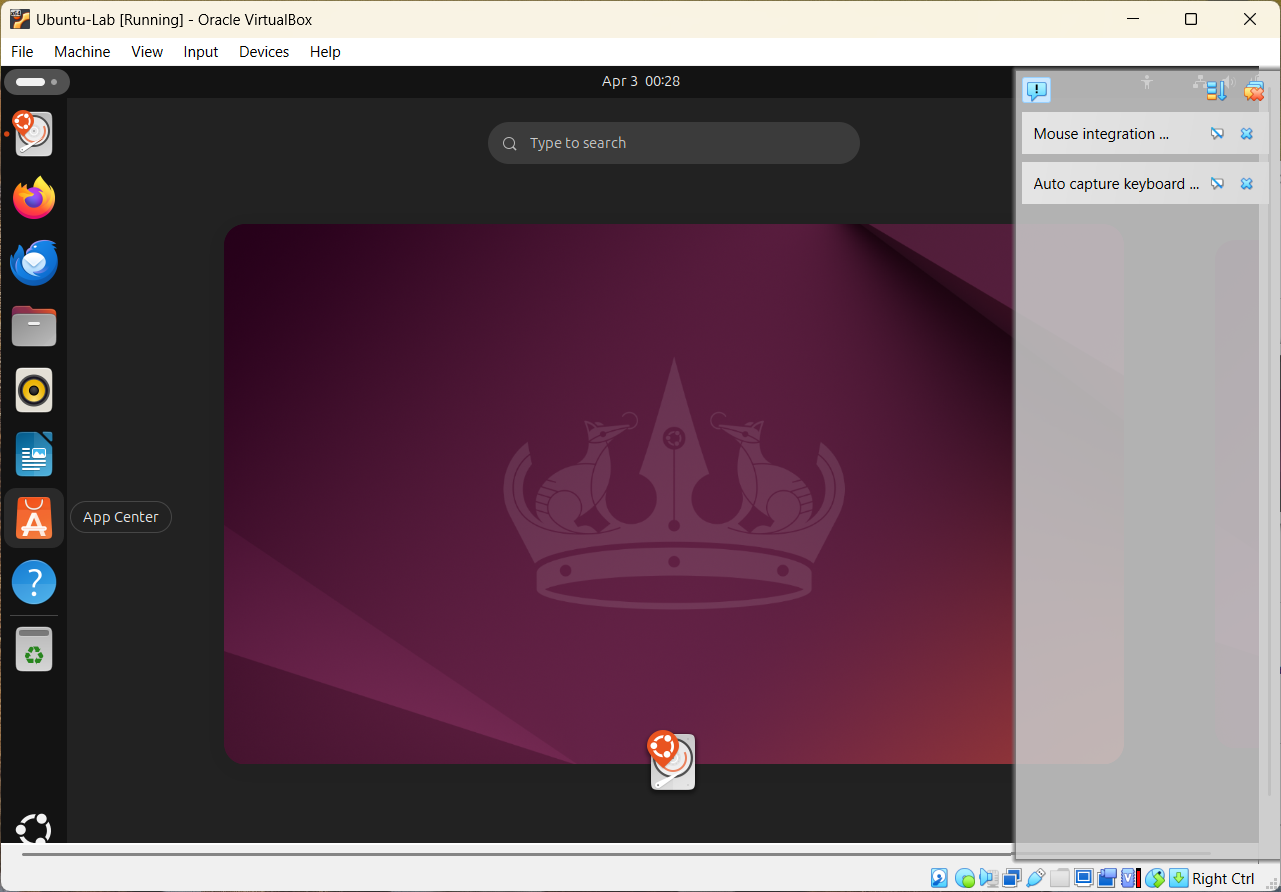 Ubuntu-Lab [Running] - Oracle VirtualBox
File Machine View Input Devices Help
Apr 3 00:28
Type to search
Mouse integration ...
Auto capture keyboard ...
App Center
Right Ctrl